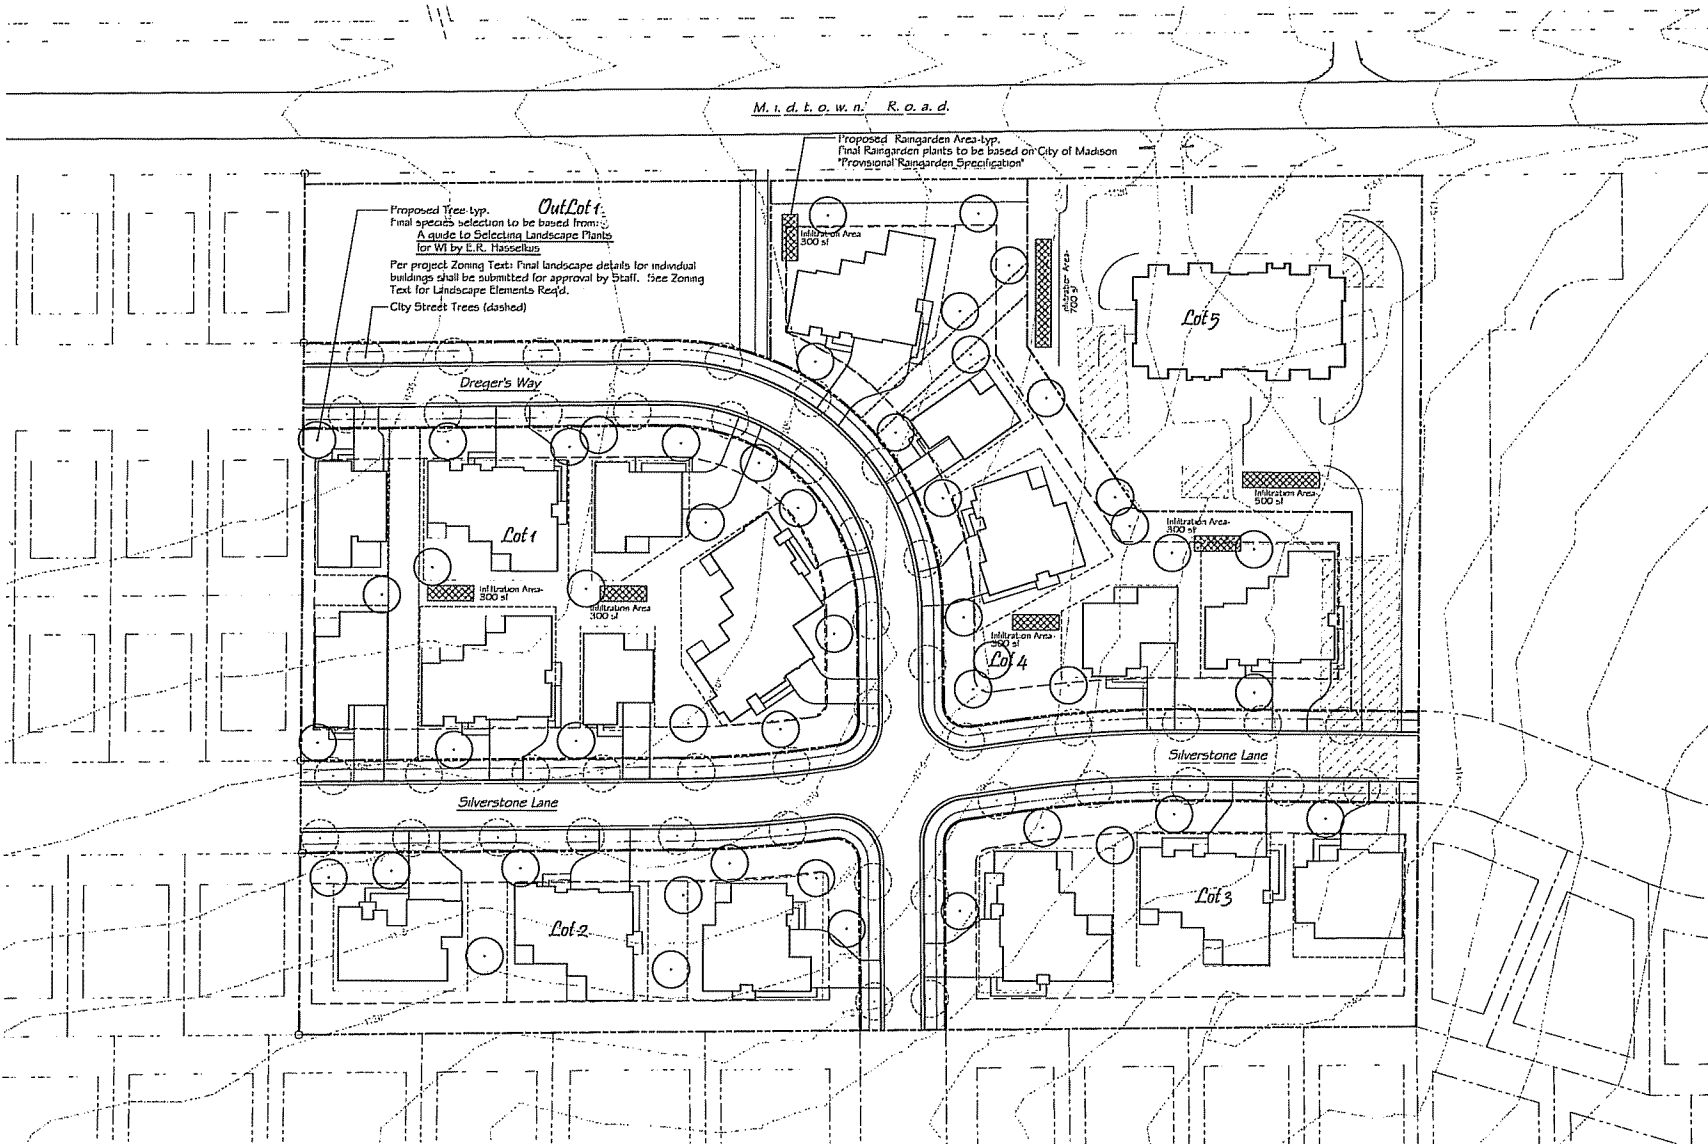 M.i.d.t.o.w.n. R.o.a.d.
Proposed Raingarden Area-typ.
Final Raingarden plants to be based on City of Madison
"Provisional Raingarden Specification"
Proposed Tree-typ.
Final species selection to be based from:
A guide to Selecting Landscape Plants
for WI by E.R. Hasselkus
Per project Zoning Text: Final landscape details for individual
buildings shall be submitted for approval by Staff. See Zoning
Text for Landscape Elements Req'd.
City Street Trees (dashed)
OutLot 1
Infiltration Area
300 sf
Infiltration Area-
700 sf
Lot 5
Dreger's Way
Infiltration Area-
500 sf
Infiltration Area-
300 sf
Lot 1
Infiltration Area-
300 sf
Infiltration Area
300 sf
Infiltration Area-
300 sf
Lot 4
Silverstone Lane
Silverstone Lane
Lot 2
Lot 3